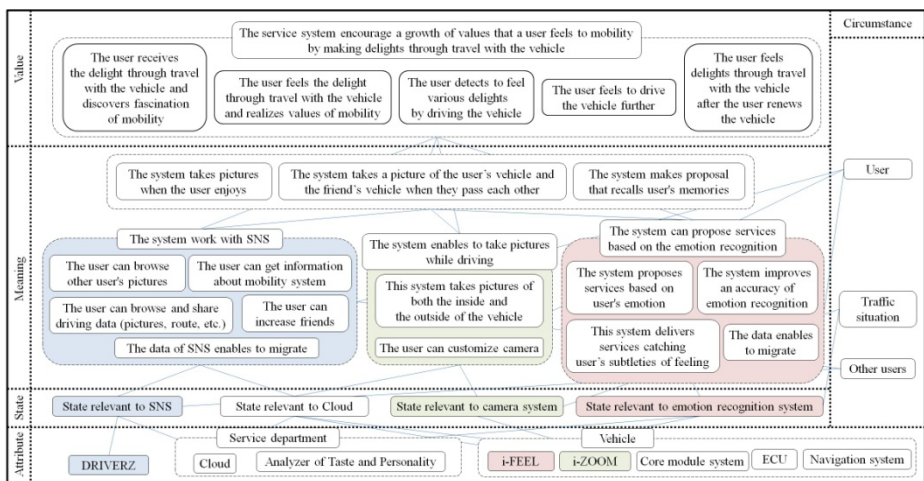 Value
Circumstance
The service system encourage a growth of values that a user feels to mobility
by making delights through travel with the vehicle
The user receives
the delight through travel
with the vehicle and
discovers fascination
of mobility
The user feels the delight
through travel with the vehicle
and realizes values of mobility
The user detects to feel
various delights
by driving the vehicle
The user feels to drive
the vehicle further
The user feels
delights through travel
with the vehicle
after the user renews
the vehicle
Meaning
The system takes pictures
when the user enjoys
The system take a picture of the user's vehicle and
the friend's vehicle when they pass each other
The system makes proposal
that recalls user's memories
User
The system work with SNS
The user can browse
other user's pictures
The user can get information
about mobility system
The user can browse and share
driving data (pictures, route, etc.)
The user can
increase friends
The data of SNS enables to migrate
The system enables to take pictures
while driving
This system takes pictures of
both the inside and
the outside of the vehicle
The user can customize camera
The system can propose services
based on the emotion recognition
The system proposes
services based on
user's emotion
The system improves
an accuracy of
emotion recognition
This system delivers
services catching
user's subtleties of feeling
The data enables
to migrate
Traffic
situation
Other users
State
State relevant to SNS
State relevant to Cloud
State relevant to camera system
State relevant to emotion recognition system
Attribute
DRIVERZ
Service department
Cloud
Analyzer of Taste and Personality
Vehicle
i-FEEL
i-ZOOM
Core module system
ECU
Navigation system